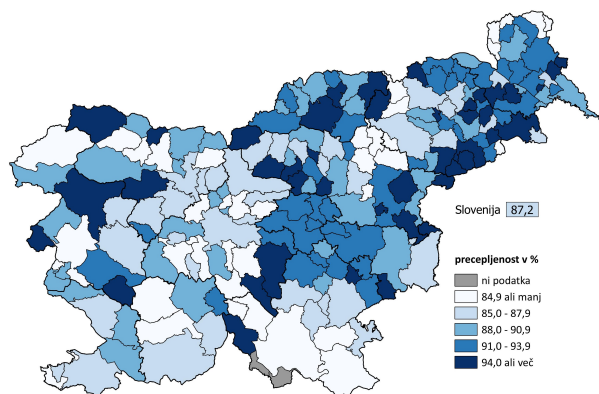 Slovenija 87,2
precepljenost v %
ni podatka
84,9 ali manj
85,0 - 87,9
88,0 - 90,9
91,0 - 93,9
94,0 ali več